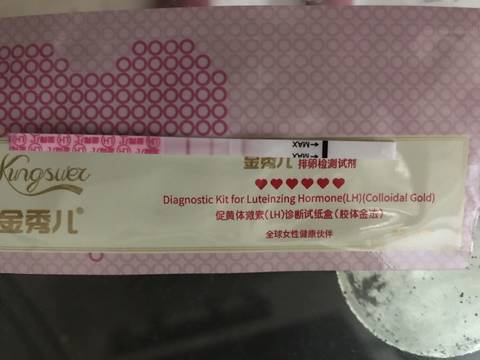 ←MAX
←MAX
金秀儿 排卵检测试剂
Diagnostic Kit for Luteinzing Hormone(LH)(Colloidal Gold)
金秀儿®
促黄体激素(LH)诊断试纸盒(胶体金法)
全球女性健康伙伴